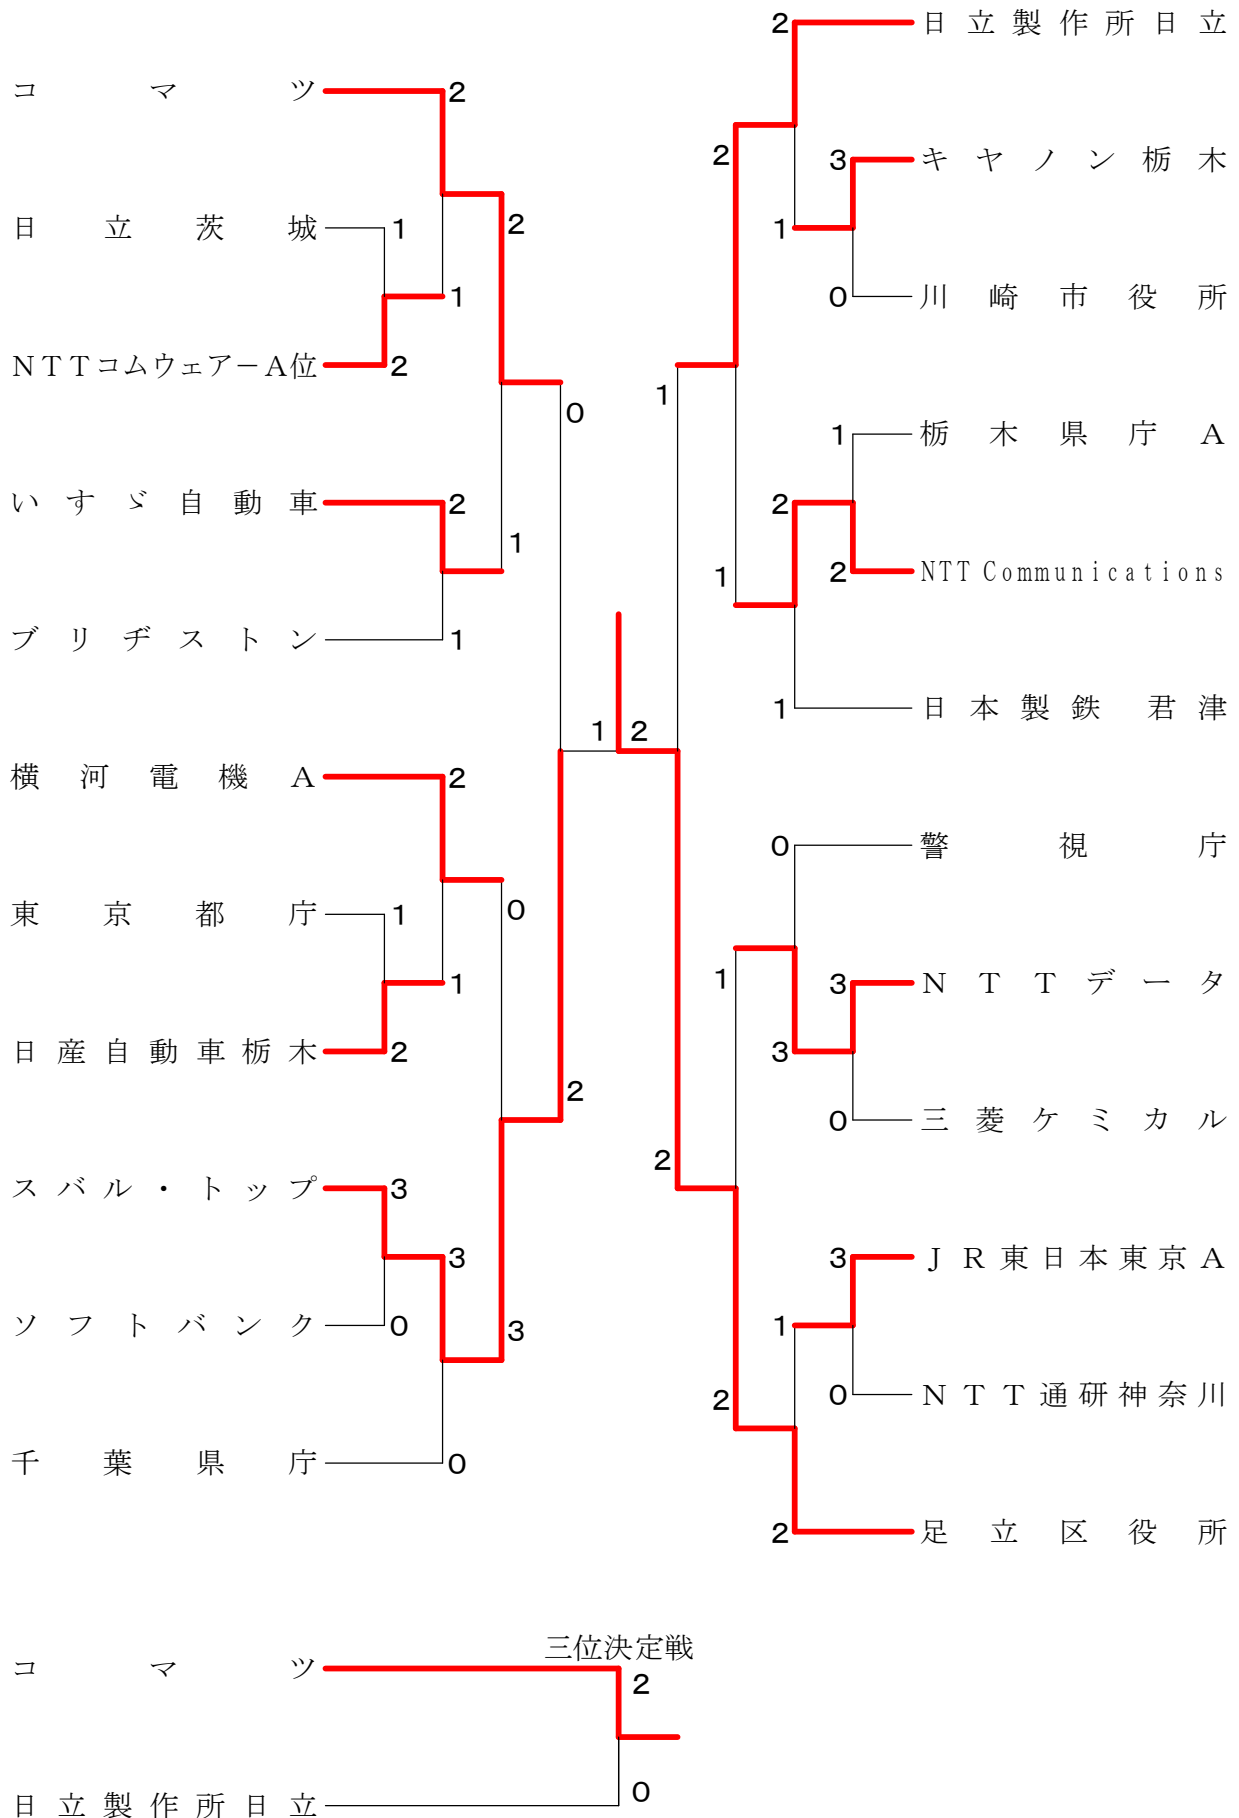 コマツ 2
日立茨城 1
2
1
NTTコムウェア－A位 2
0
いすゞ自動車 2
1
ブリヂストン 1
横河電機A 2
東京都庁 1
0
1
日産自動車栃木 2
2
スバル・トップ 3
3
ソフトバンク 0
3
千葉県庁 0
1 2
2 日立製作所日立
2
3 キヤノン栃木
1
0 川崎市役所
1
1 栃木県庁A
2
1
2 NTT Communications
1 日本製鉄 君津
0 警視庁
1
3 NTTデータ
3
0 三菱ケミカル
2
3 JR東日本東京A
1
0 NTT通研神奈川
2
2 足立区役所
三位決定戦
コマツ 2
日立製作所日立 0